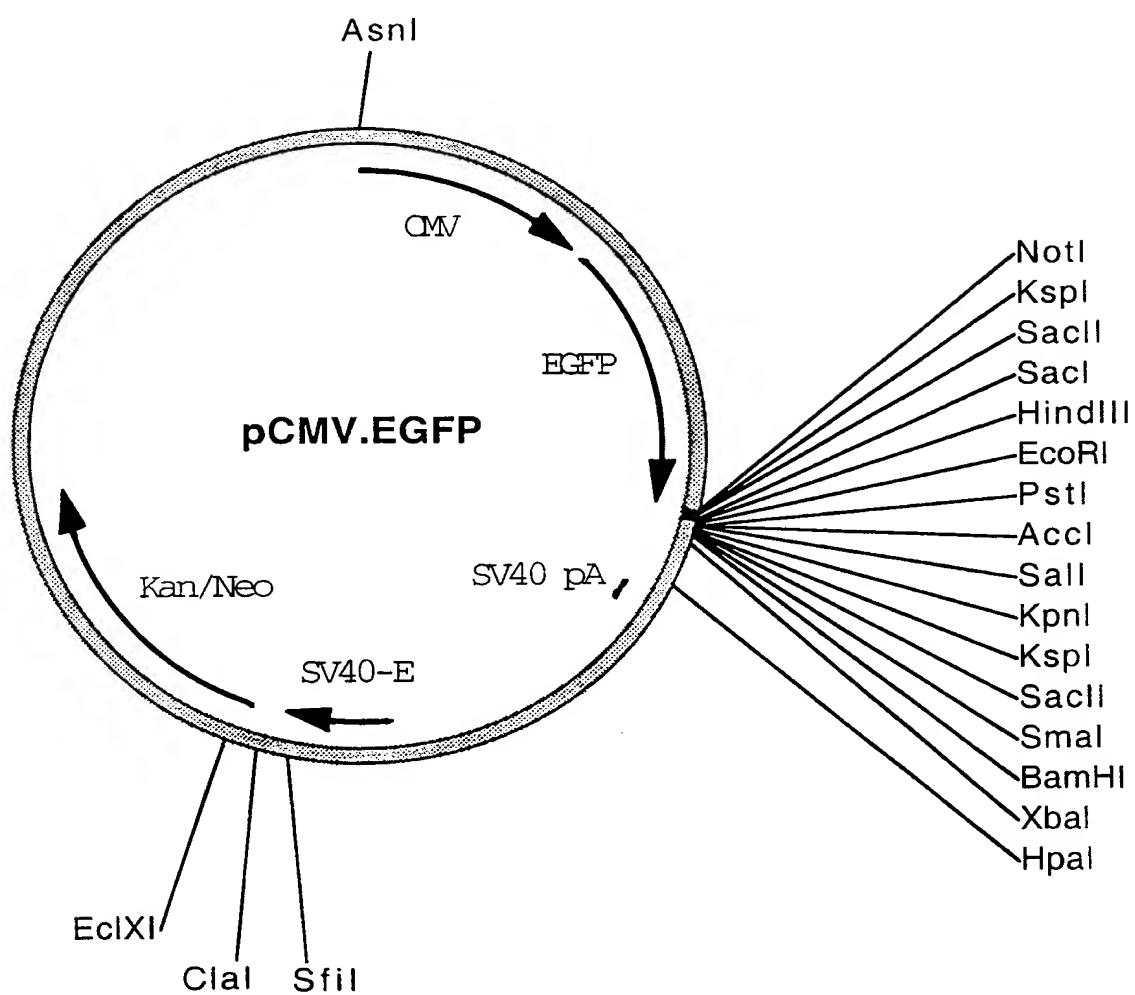 AsnI
CMV
EGFP
pCMV.EGFP
NotI
KspI
SacII
SacI
HindIII
EcoRI
PstI
AccI
SalI
KpnI
KspI
SacII
SmaI
BamHI
XbaI
HpaI
SV40 pA
Kan/Neo
SV40-E
EclXI
ClaI
SfiI